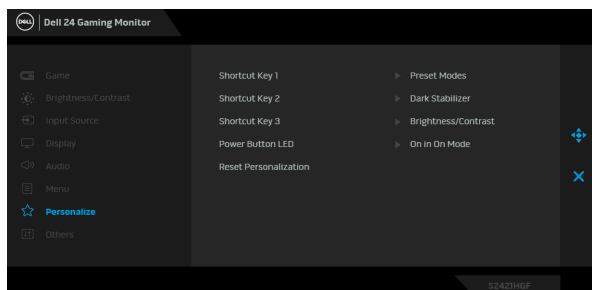 DELL Dell 24 Gaming Monitor
Game
Brightness/Contrast
Input Source
Display
Audio
Menu
Personalize
Others
Shortcut Key 1 Preset Modes
Shortcut Key 2 Dark Stabilizer
Shortcut Key 3 Brightness/Contrast
Power Button LED On in On Mode
Reset Personalization
S2421HGF